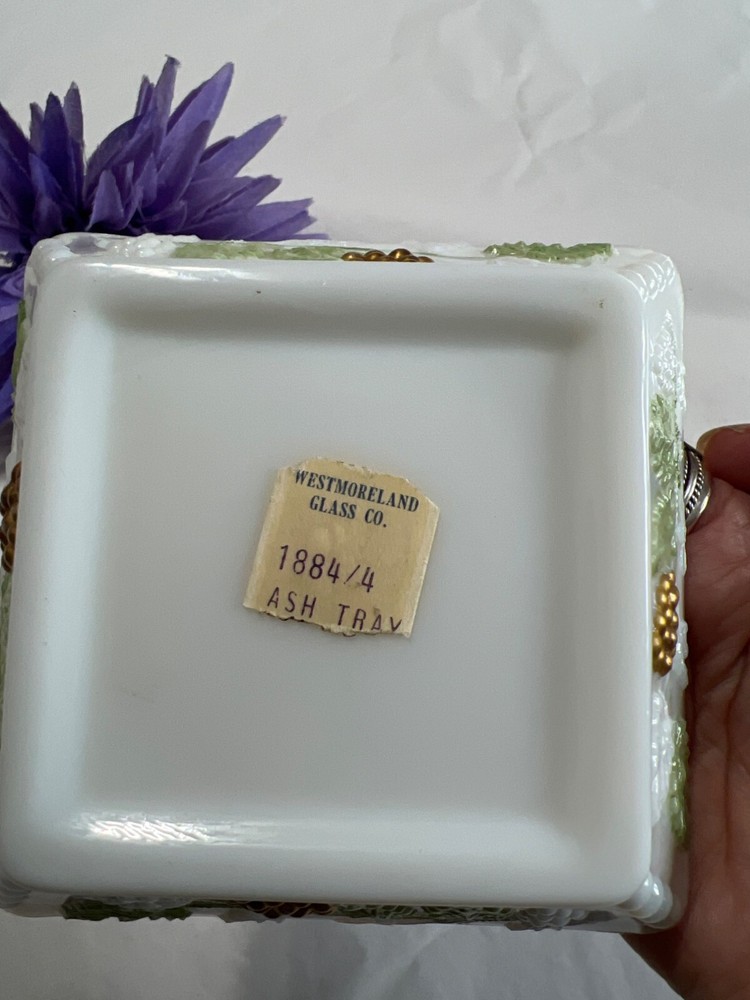 WESTMORELAND
GLASS CO.
1884/4
ASH TRAY